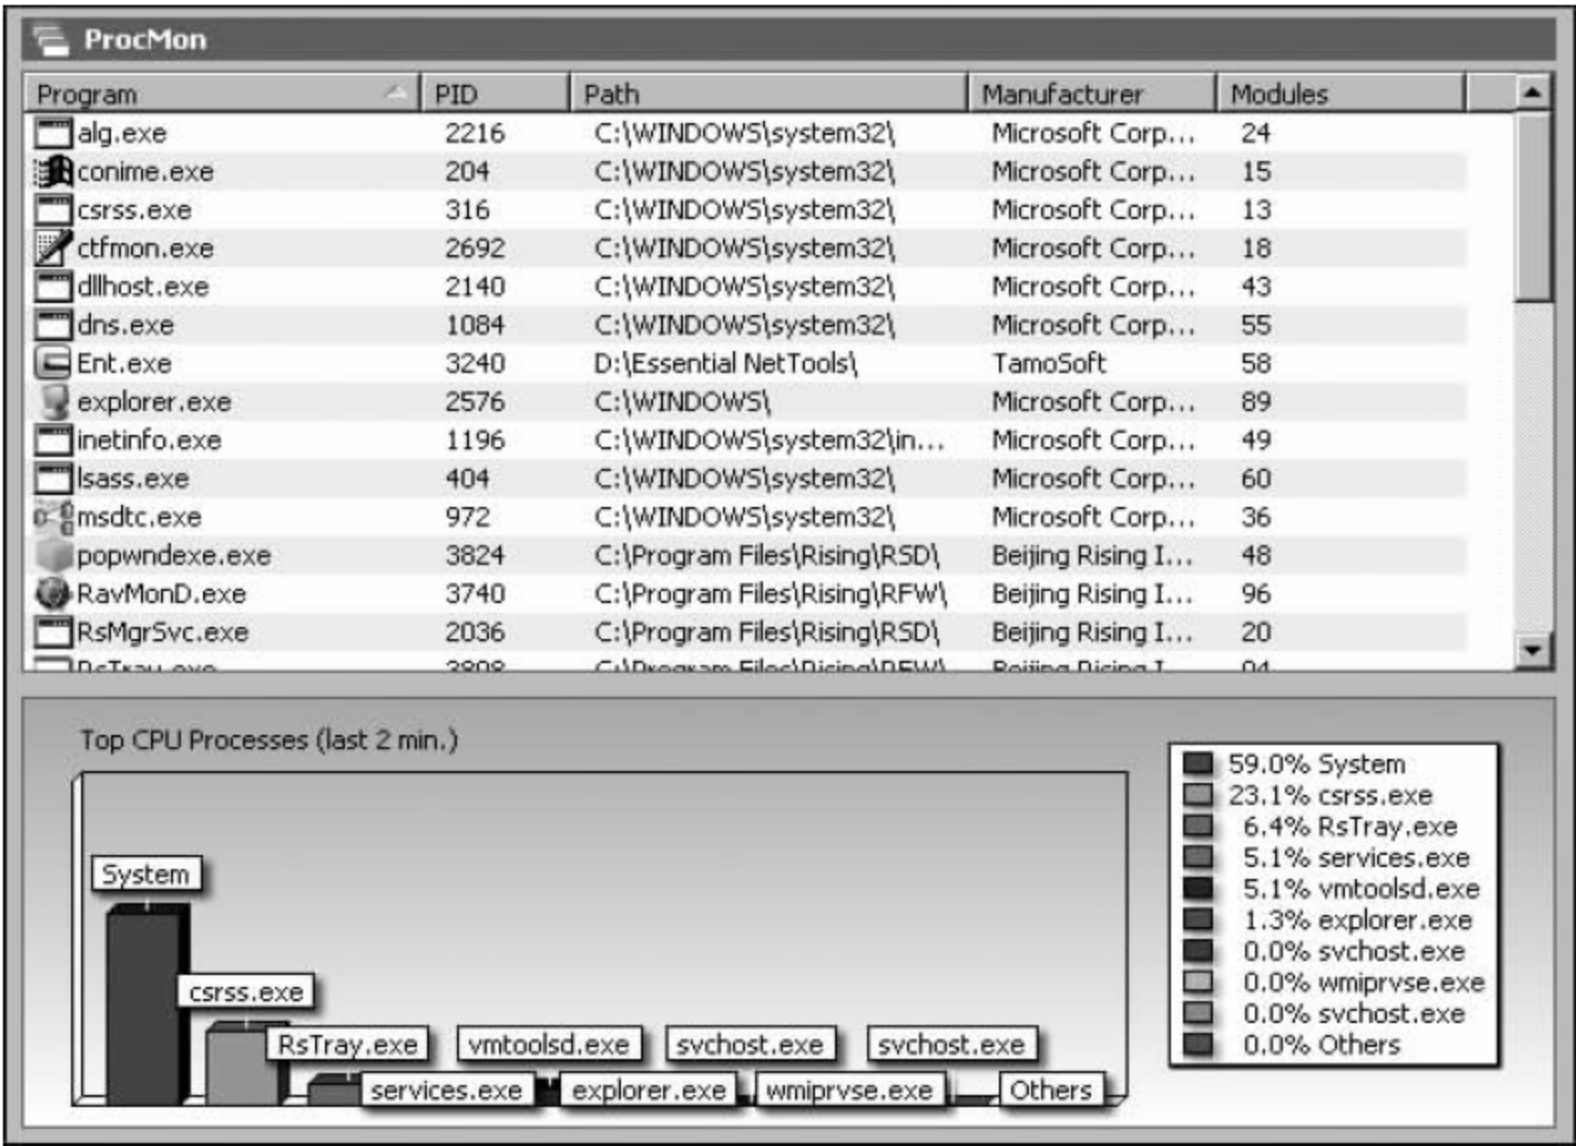 ProcMon
Program PID Path Manufacturer Modules
alg.exe 2216 C:\WINDOWS\system32\ Microsoft Corp... 24
conime.exe 204 C:\WINDOWS\system32\ Microsoft Corp... 15
csrss.exe 316 C:\WINDOWS\system32\ Microsoft Corp... 13
ctfmon.exe 2692 C:\WINDOWS\system32\ Microsoft Corp... 18
dllhost.exe 2140 C:\WINDOWS\system32\ Microsoft Corp... 43
dns.exe 1084 C:\WINDOWS\system32\ Microsoft Corp... 55
Ent.exe 3240 D:\Essential NetTools\ TamoSoft 58
explorer.exe 2576 C:\WINDOWS\ Microsoft Corp... 89
inetinfo.exe 1196 C:\WINDOWS\system32\in... Microsoft Corp... 49
lsass.exe 404 C:\WINDOWS\system32\ Microsoft Corp... 60
msdtc.exe 972 C:\WINDOWS\system32\ Microsoft Corp... 36
popwndexe.exe 3824 C:\Program Files\Rising\RSD\ Beijing Rising I... 48
RavMonD.exe 3740 C:\Program Files\Rising\RFW\ Beijing Rising I... 96
RsMgrSvc.exe 2036 C:\Program Files\Rising\RSD\ Beijing Rising I... 20
RsTray.exe C:\Program Files\Rising\RFW\ Beijing Rising I...
Top CPU Processes (last 2 min.)
System
csrss.exe
RsTray.exe vmtoolsd.exe svchost.exe svchost.exe
services.exe explorer.exe wmiprvse.exe Others
59.0% System
23.1% csrss.exe
6.4% RsTray.exe
5.1% services.exe
5.1% vmtoolsd.exe
1.3% explorer.exe
0.0% svchost.exe
0.0% wmiprvse.exe
0.0% svchost.exe
0.0% Others